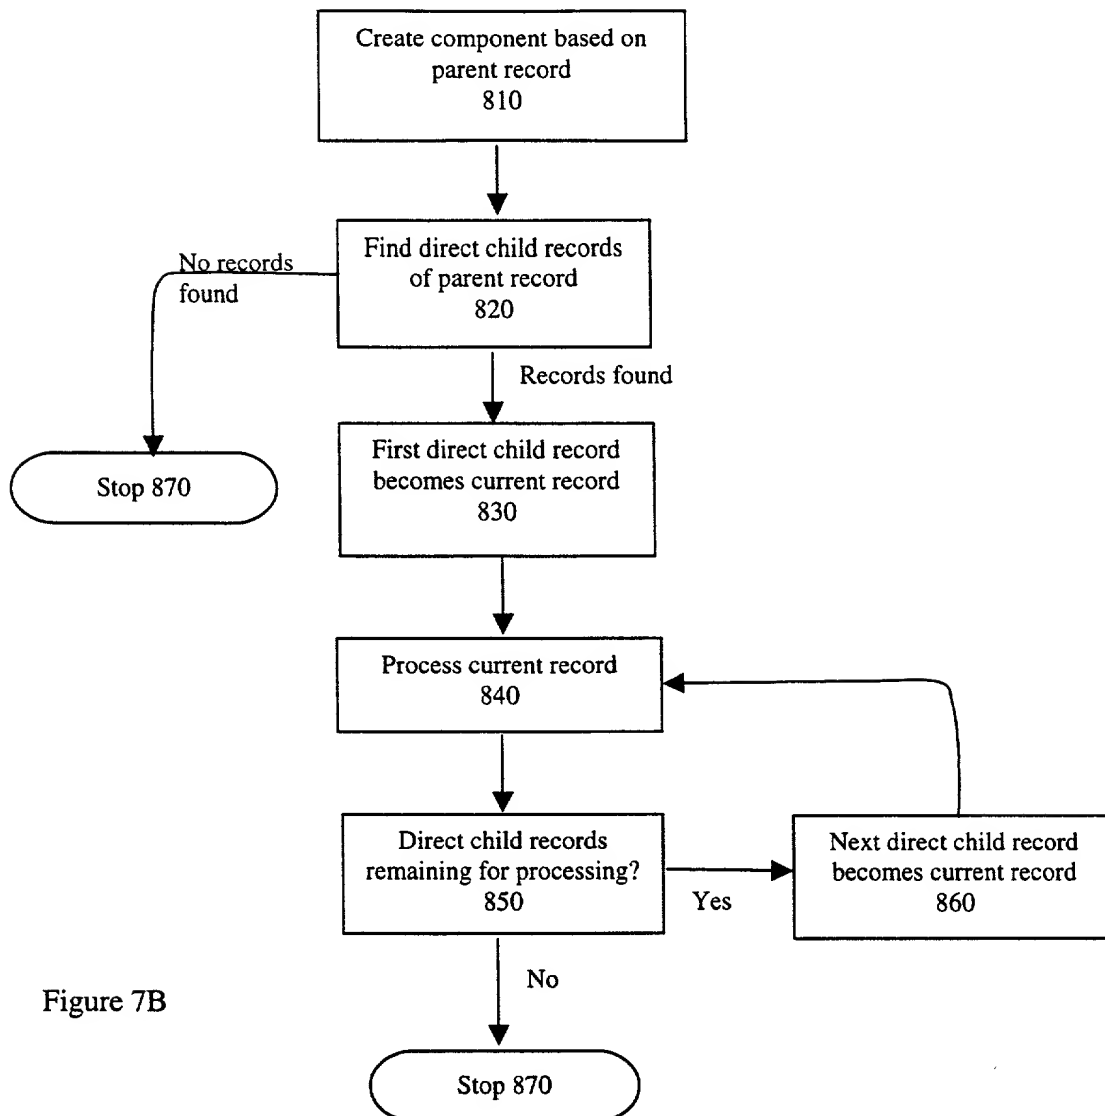 Create component based on
parent record
810
Find direct child records
of parent record
820
No records
found
Records found
First direct child record
becomes current record
830
Stop 870
Process current record
840
Direct child records
remaining for processing?
850
Yes
Next direct child record
becomes current record
860
No
Figure 7B
Stop 870